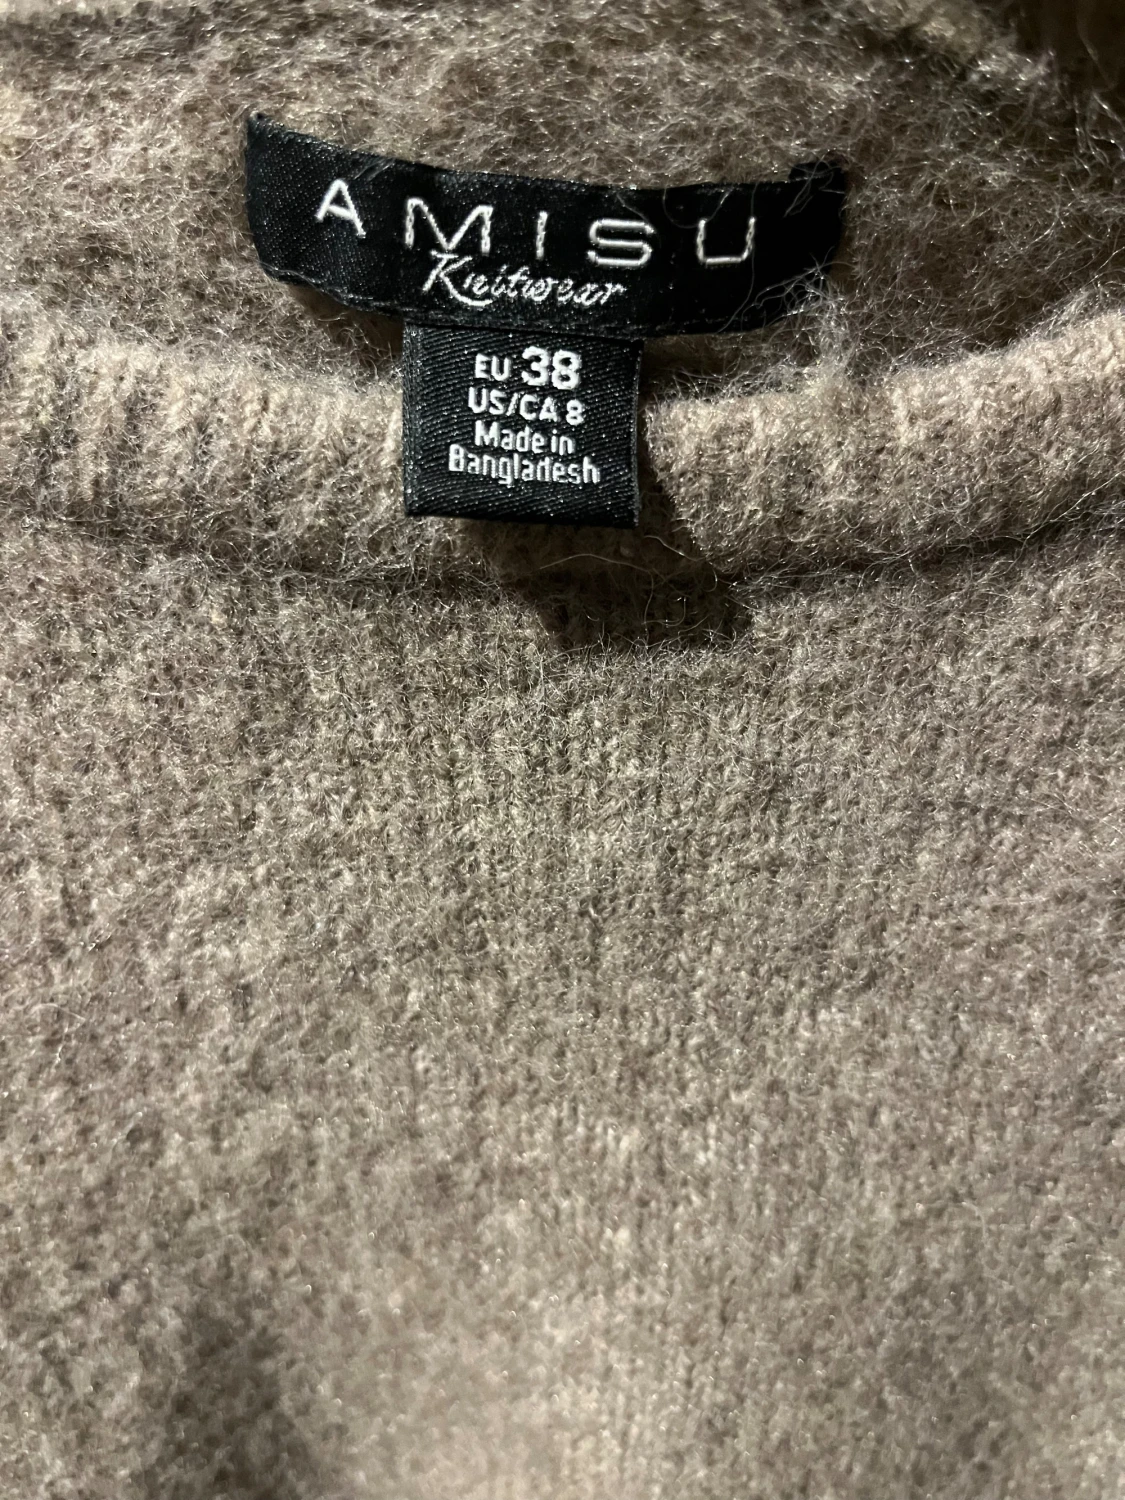 AMISU
Knitwear
EU 38
US/CA 8
Made in
Bangladesh